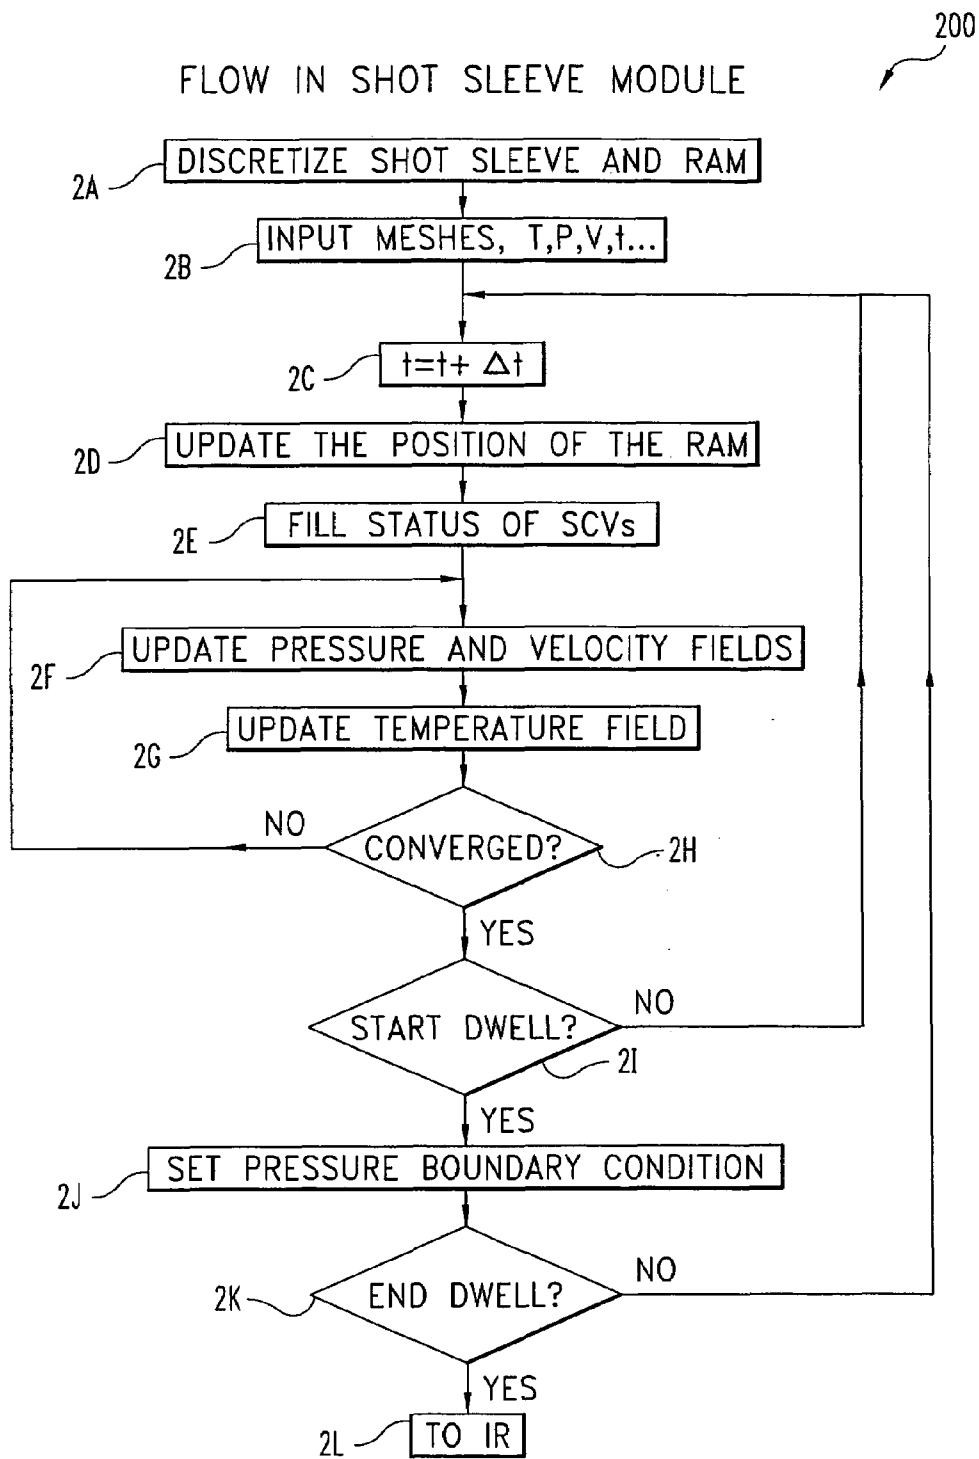 200
FLOW IN SHOT SLEEVE MODULE
DISCRETIZE SHOT SLEEVE AND RAM
2A
INPUT MESHES, T,P,V,t...
2B
t=t+ Δt
2C
UPDATE THE POSITION OF THE RAM
2D
FILL STATUS OF SCVs
2E
UPDATE PRESSURE AND VELOCITY FIELDS
2F
UPDATE TEMPERATURE FIELD
2G
NO
CONVERGED?
2H
YES
START DWELL?
NO
2I
YES
SET PRESSURE BOUNDARY CONDITION
2J
END DWELL?
NO
2K
YES
TO IR
2L